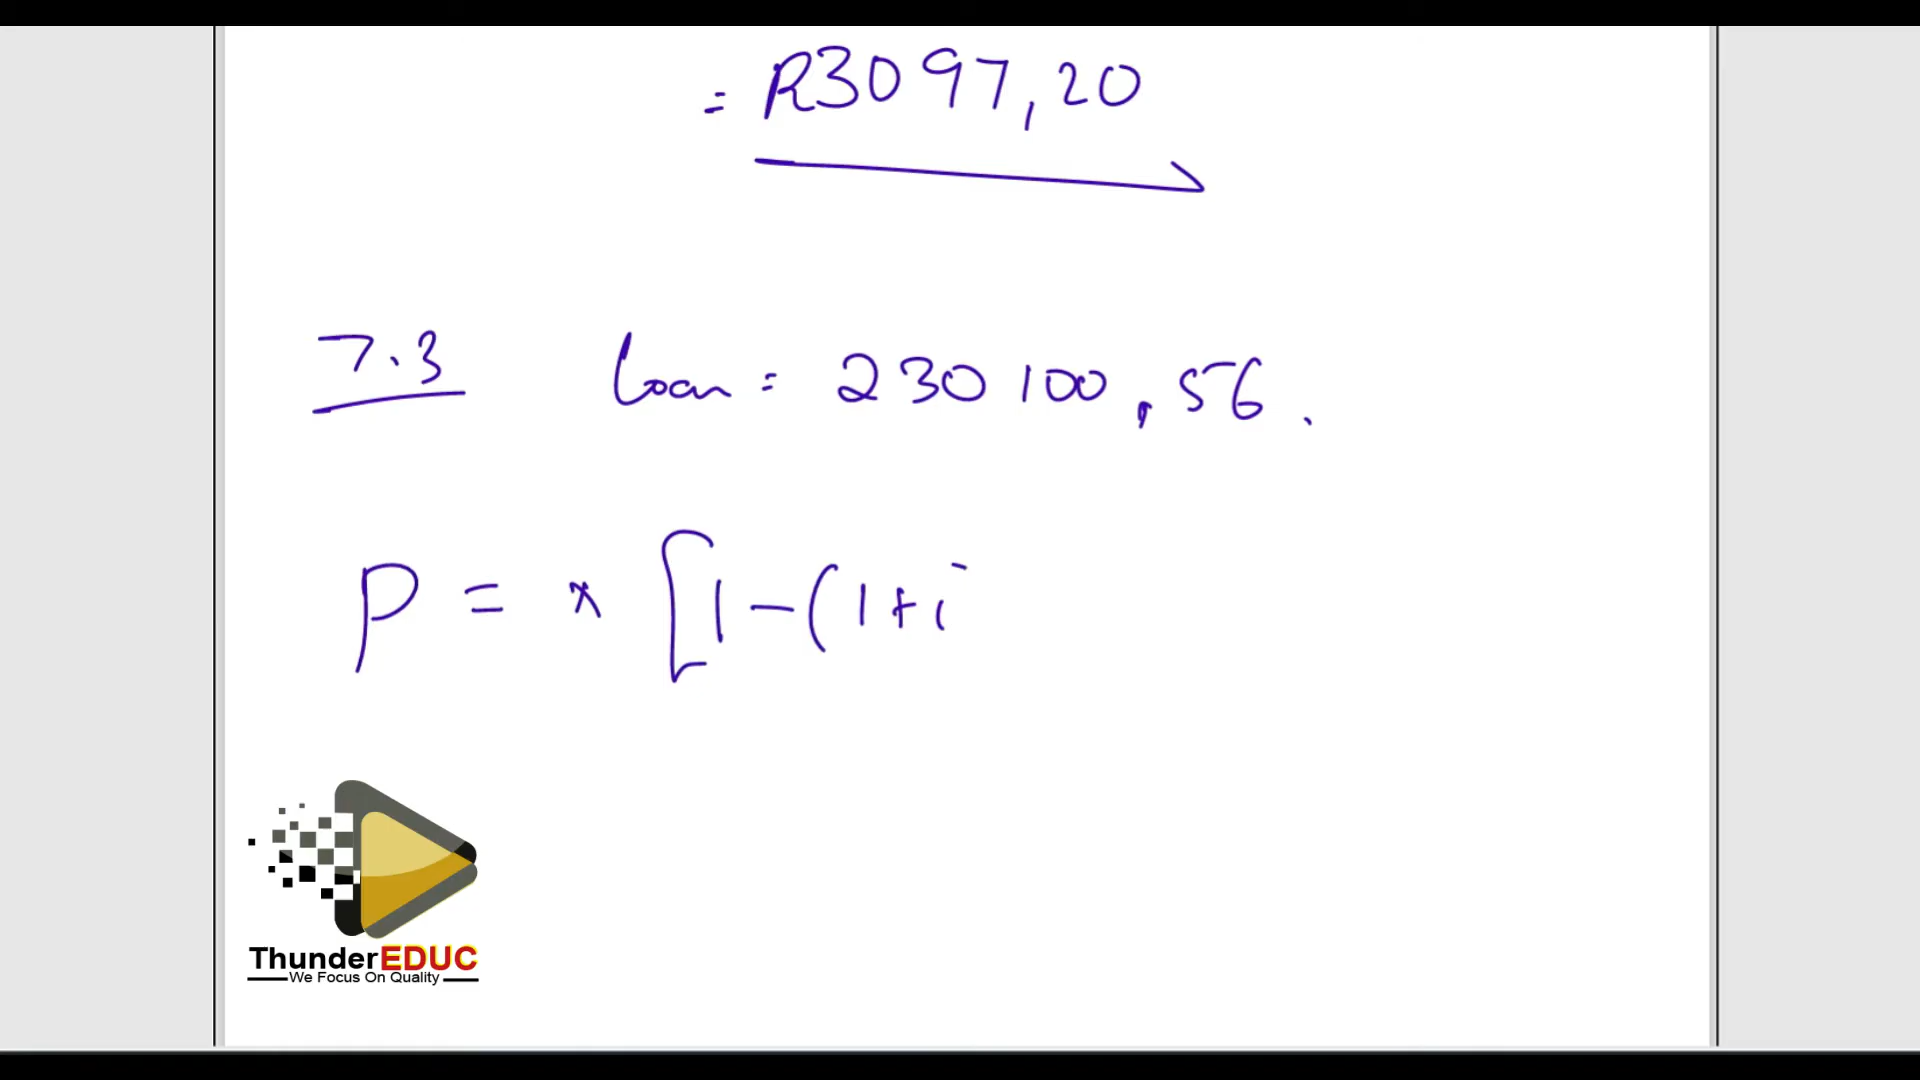 = R3097,20
7.3 loan = 230 100,56.
P = x [1-(1+i
ThunderEDUC
We Focus On Quality